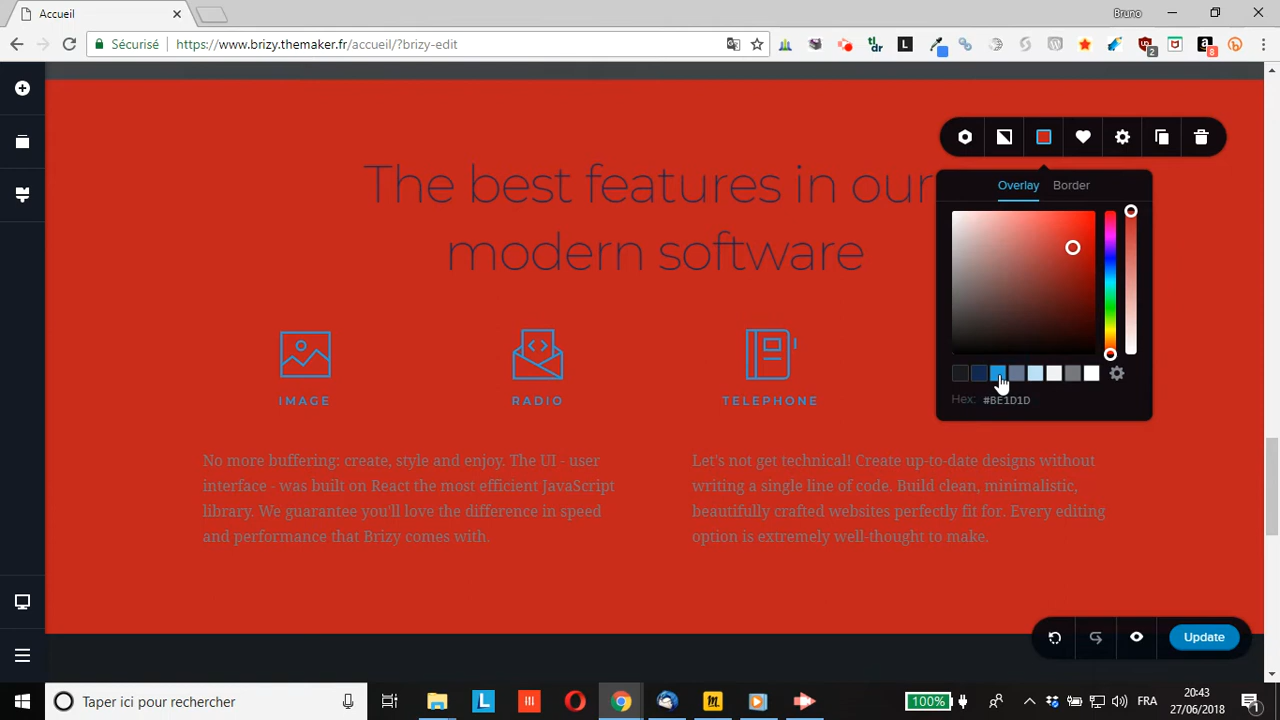 Accueil
Bruno
Sécurisé
https://www.brizy.themaker.fr/accueil/?brizy-edit
tl;dr
L
2
8
Overlay Border
The best features in our
modern software
Hex: #BE1D1D
IMAGE RADIO TELEPHONE
No more buffering: create, style and enjoy. The UI - user
interface - was built on React the most efficient JavaScript
library. We guarantee you'll love the difference in speed
and performance that Brizy comes with.
Let's not get technical! Create up-to-date designs without
writing a single line of code. Build clean, minimalistic,
beautifully crafted websites perfectly fit for. Every editing
option is extremely well-thought to make.
Update
Taper ici pour rechercher
L
100%
FRA
20:43
27/06/2018
1